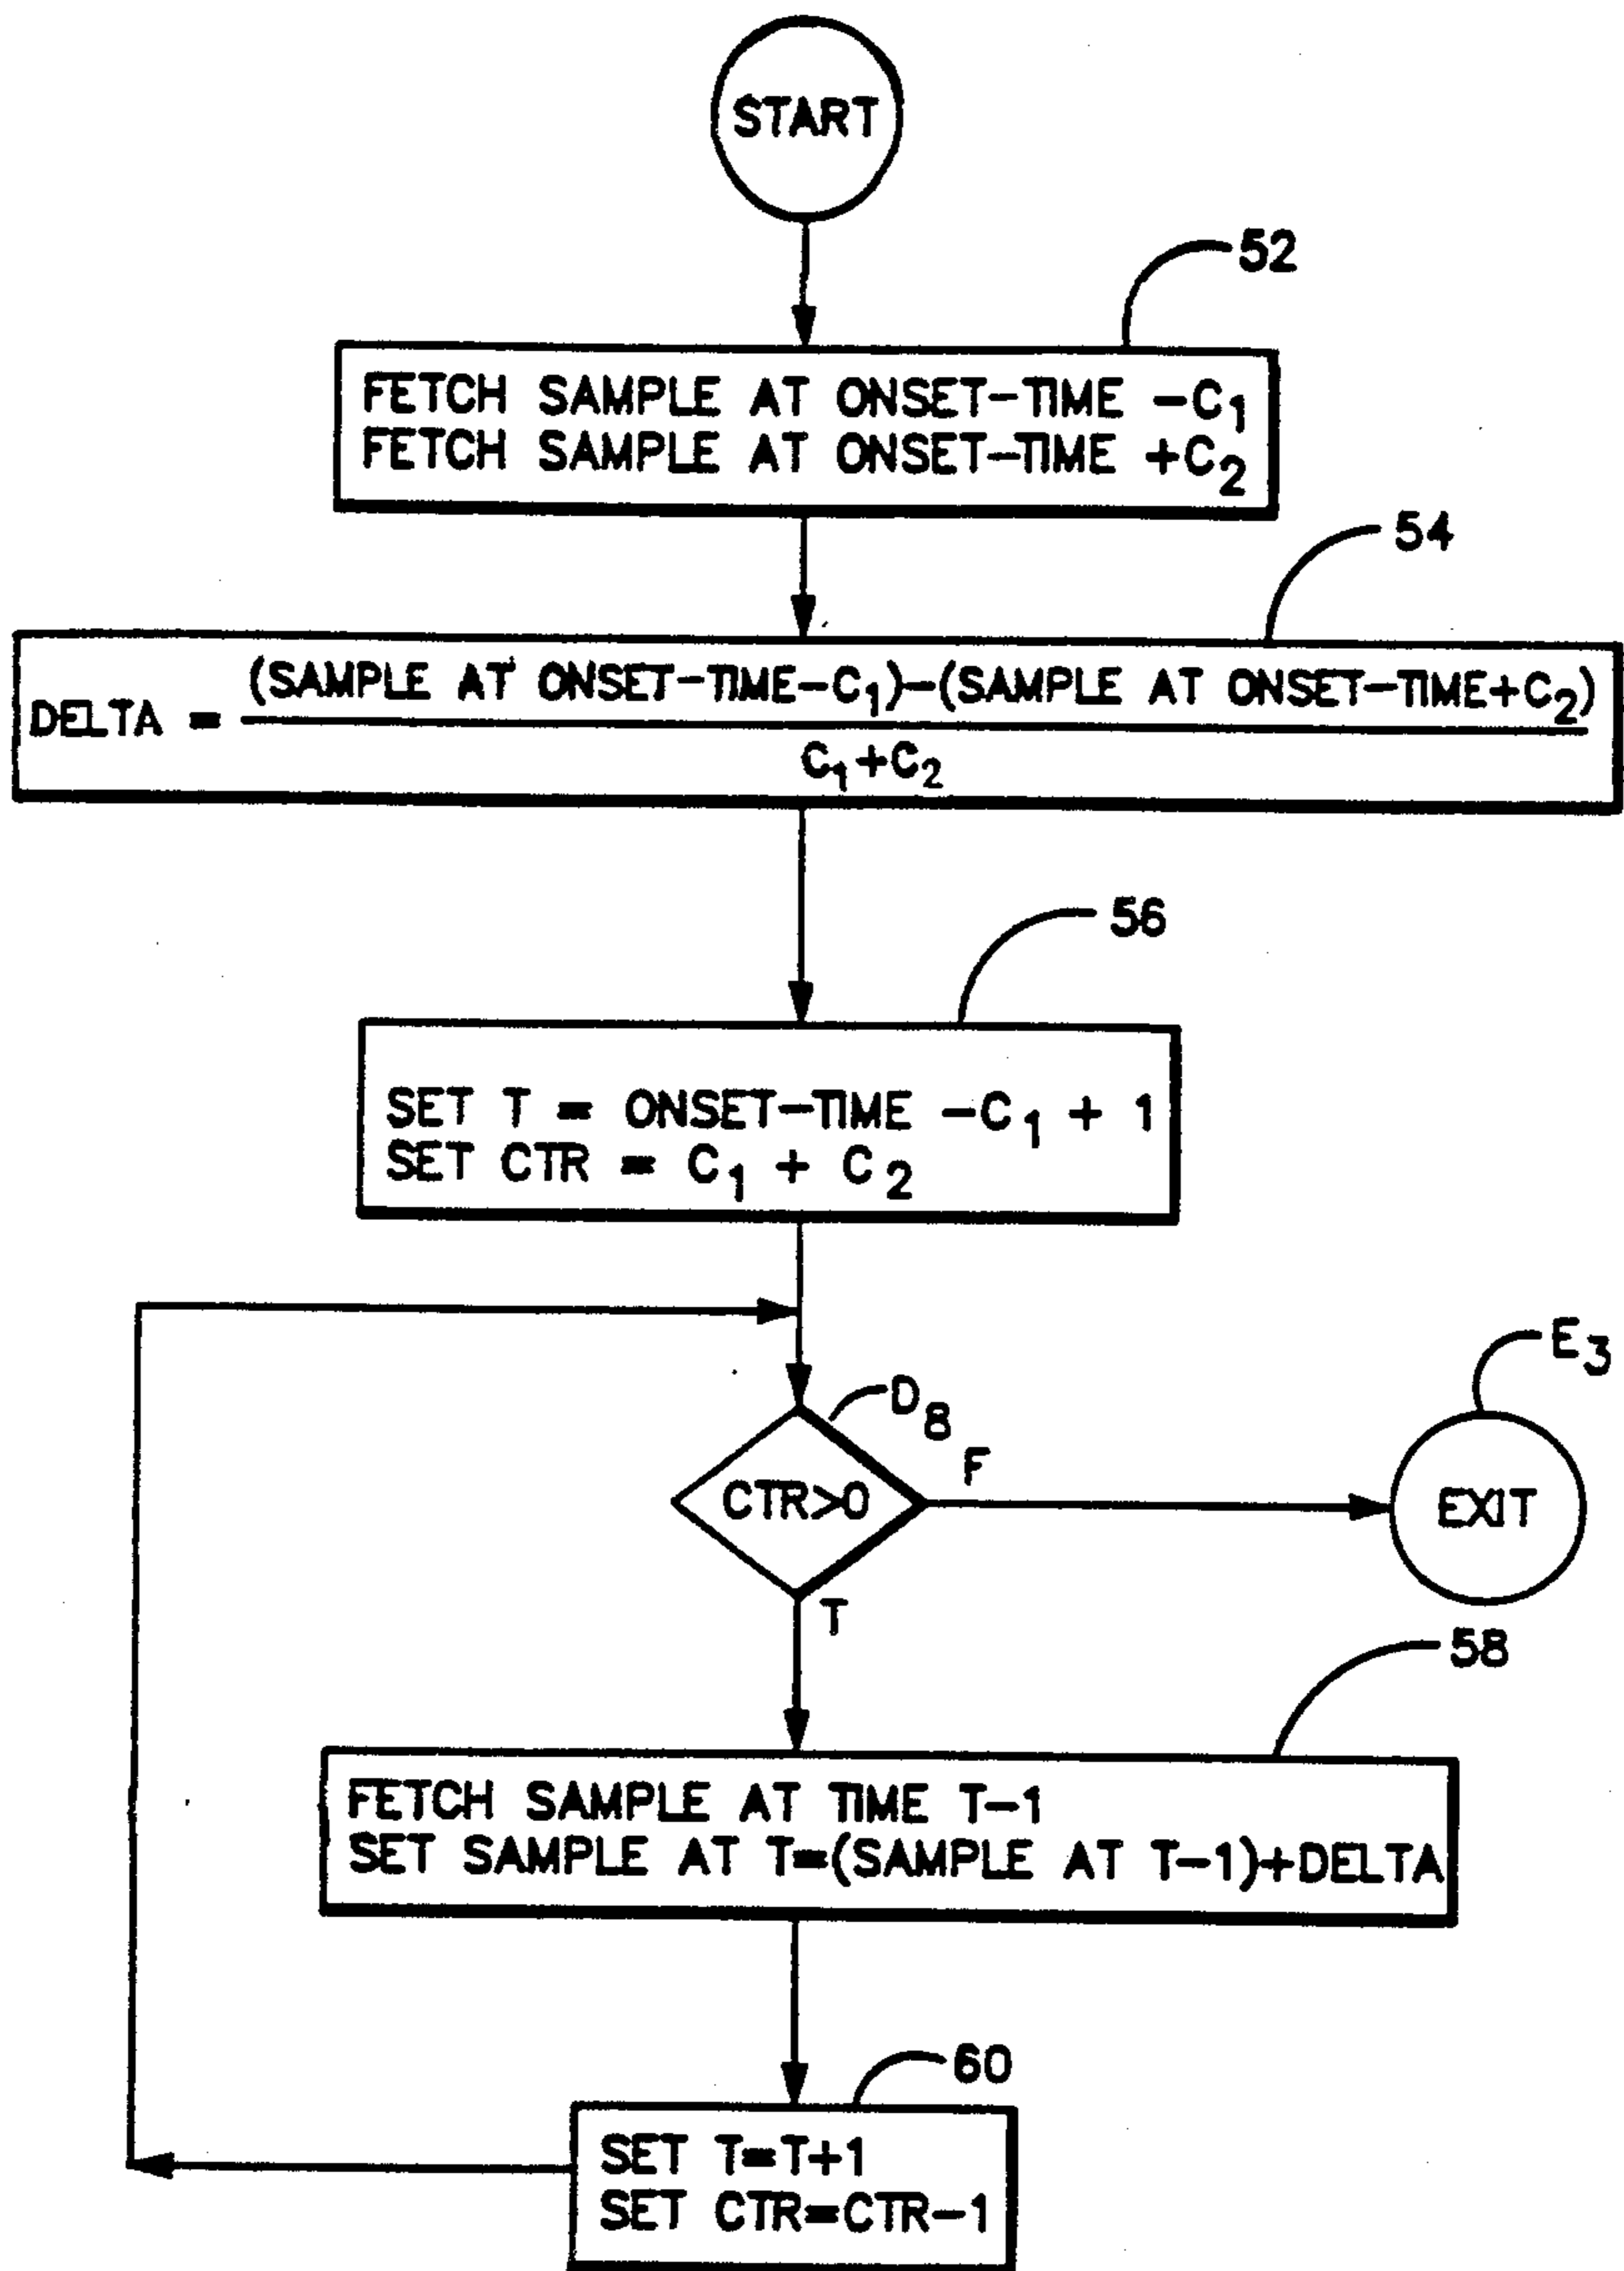 START
52
FETCH SAMPLE AT ONSET-TIME -C₁
FETCH SAMPLE AT ONSET-TIME +C₂
54
(SAMPLE AT ONSET-TIME-C₁)-(SAMPLE AT ONSET-TIME+C₂)
DELTA =
C₁+C₂
56
SET T = ONSET-TIME -C₁ + 1
SET CTR = C₁ + C₂
E₃
D₈
F
CTR>0
EXIT
T
58
FETCH SAMPLE AT TIME T-1
SET SAMPLE AT T=(SAMPLE AT T-1)+DELTA
60
SET T=T+1
SET CTR=CTR-1